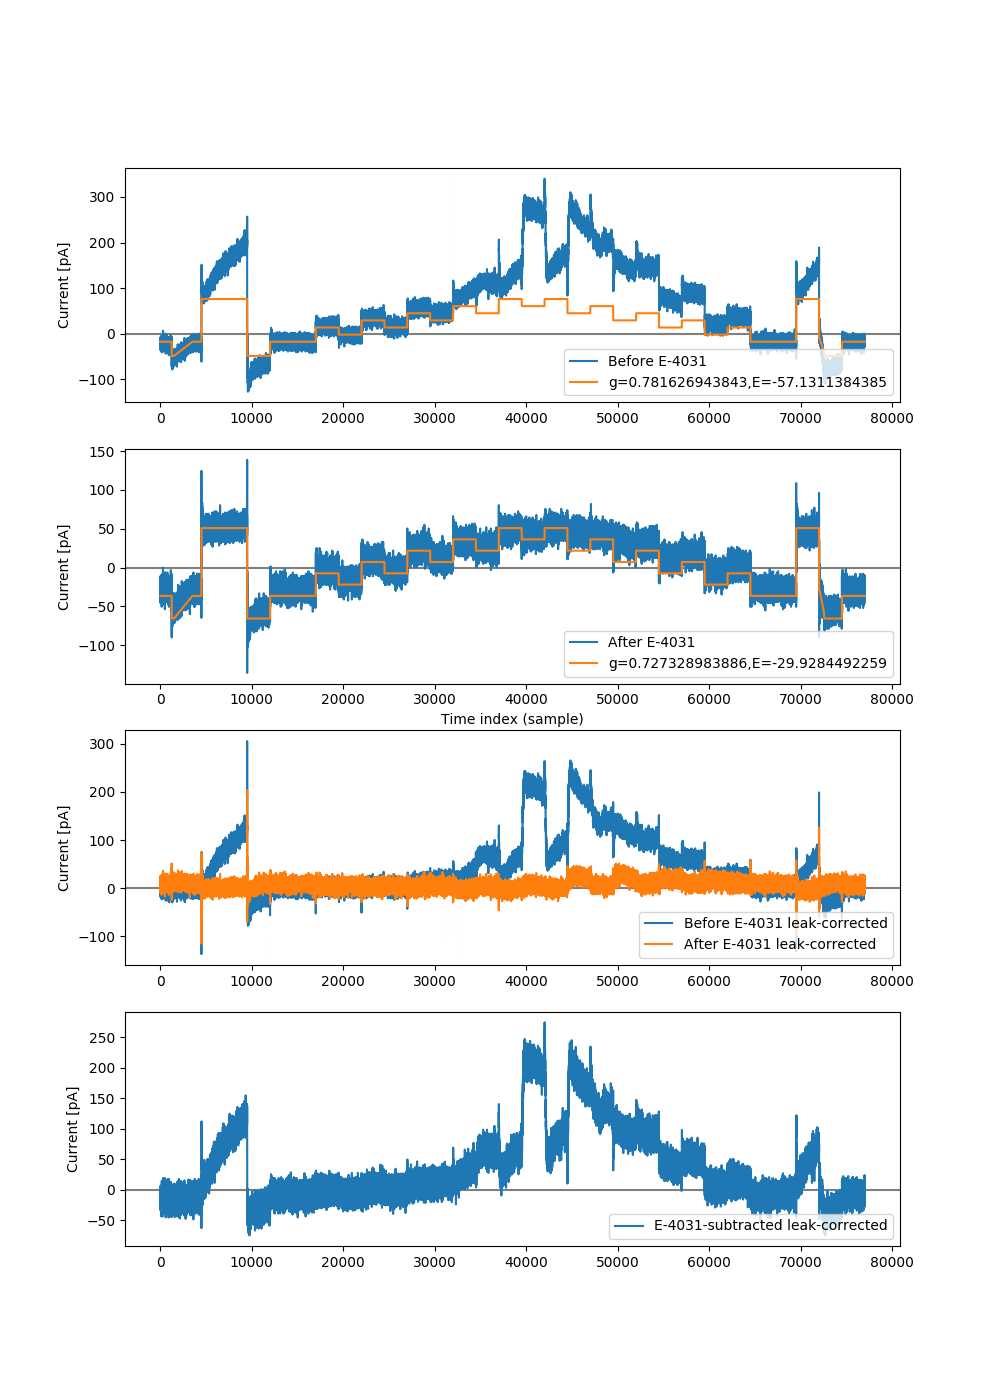 300
200
100
0
−100
Current [pA]
Before E-4031
g=0.781626943843,E=-57.1311384385
0 10000 20000 30000 40000 50000 60000 70000 80000
150
100
50
0
−50
−100
Current [pA]
After E-4031
g=0.727328983886,E=-29.9284492259
0 10000 20000 30000 40000 50000 60000 70000 80000
Time index (sample)
300
200
100
0
−100
Current [pA]
Before E-4031 leak-corrected
After E-4031 leak-corrected
0 10000 20000 30000 40000 50000 60000 70000 80000
250
200
150
100
50
0
−50
Current [pA]
E-4031-subtracted leak-corrected
0 10000 20000 30000 40000 50000 60000 70000 80000